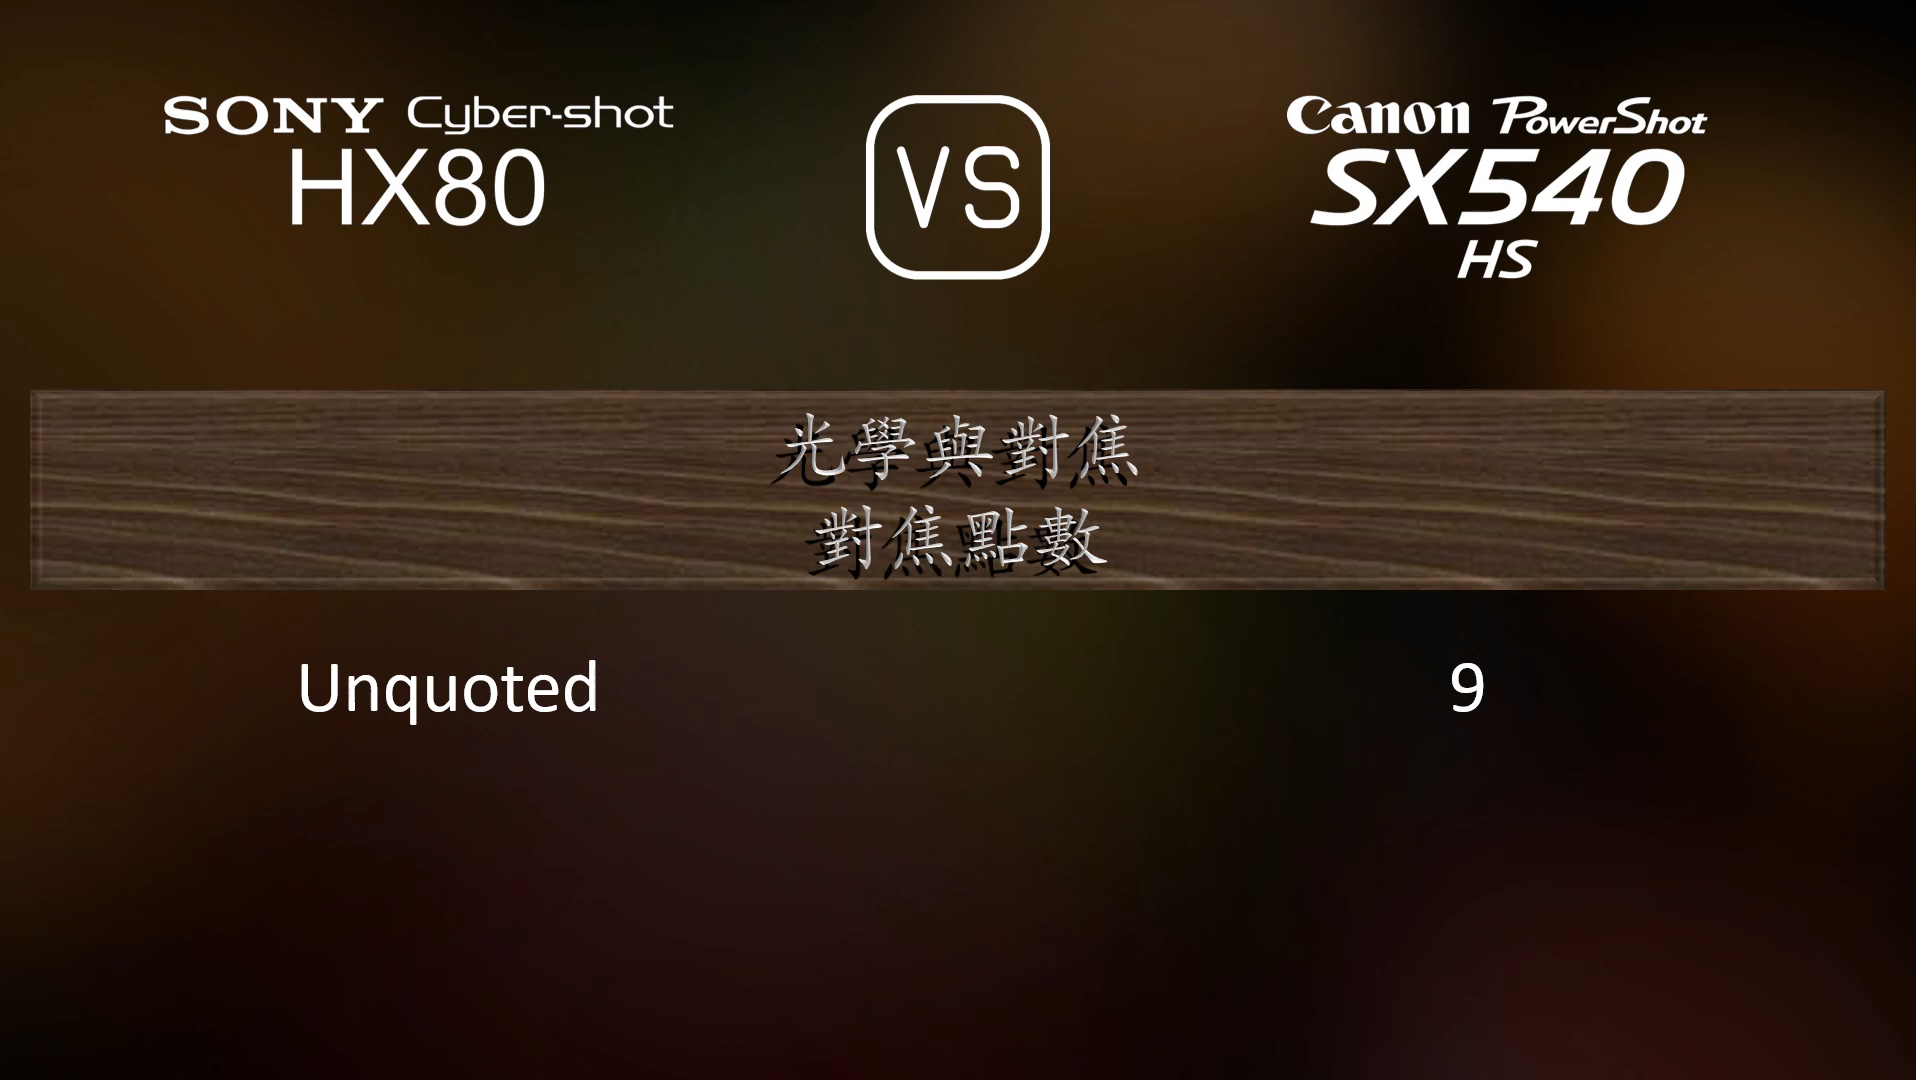 SONY Cyber-shot
HX80
VS
Canon PowerShot
SX540
HS
光學與對焦
對焦點數
Unquoted
9